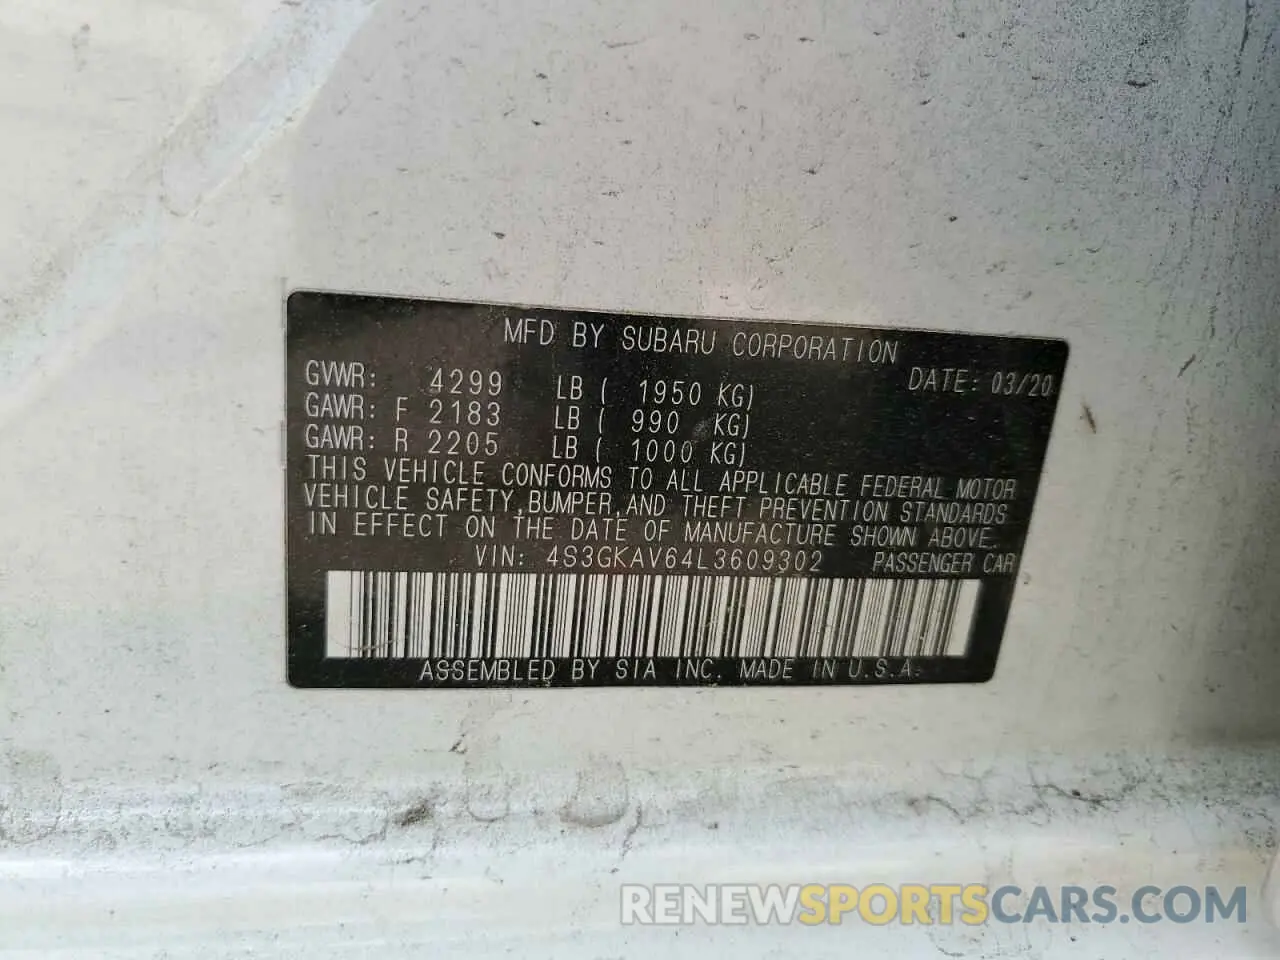 MFD BY SUBARU CORPORATION
GVWR: 4299 LB ( 1950 KG) DATE: 03/20
GAWR: F 2183 LB ( 990 KG)
GAWR: R 2205 LB ( 1000 KG)
THIS VEHICLE CONFORMS TO ALL APPLICABLE FEDERAL MOTOR
VEHICLE SAFETY, BUMPER, AND THEFT PREVENTION STANDARDS
IN EFFECT ON THE DATE OF MANUFACTURE SHOWN ABOVE.
VIN: 4S3GKAV64L3609302 PASSENGER CAR
ASSEMBLED BY SIA INC. MADE IN U.S.A.
RENEWSPORTSCARS.COM